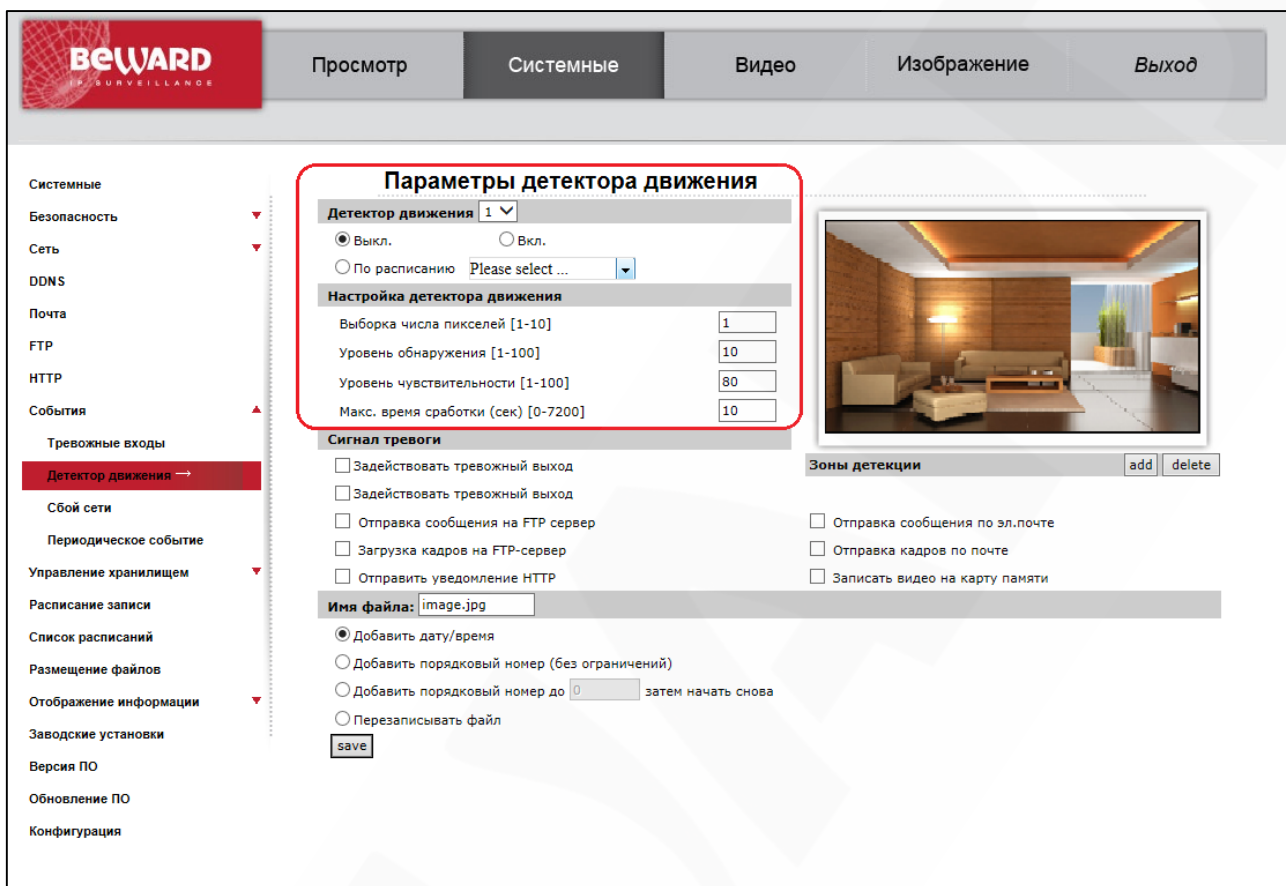 BEWARD
IP SURVEILLANCE
Просмотр
Системные
Видео
Изображение
Выход
Системные
Безопасность
Сеть
DDNS
Почта
FTP
HTTP
События
Тревожные входы
Детектор движения →
Сбой сети
Периодическое событие
Управление хранилищем
Расписание записи
Список расписаний
Размещение файлов
Отображение информации
Заводские установки
Версия ПО
Обновление ПО
Конфигурация
Параметры детектора движения
Детектор движения 1
Выкл. Вкл.
По расписанию Please select ...
Настройка детектора движения
Выборка числа пикселей [1-10] 1
Уровень обнаружения [1-100] 10
Уровень чувствительности [1-100] 80
Макс. время сработки (сек) [0-7200] 10
Сигнал тревоги
Задействовать тревожный выход
Зоны детекции add delete
Задействовать тревожный выход
Отправка сообщения на FTP сервер Отправка сообщения по эл.почте
Загрузка кадров на FTP-сервер Отправка кадров по почте
Отправить уведомление HTTP Записать видео на карту памяти
Имя файла: image.jpg
Добавить дату/время
Добавить порядковый номер (без ограничений)
Добавить порядковый номер до 0 затем начать снова
Перезаписывать файл
save